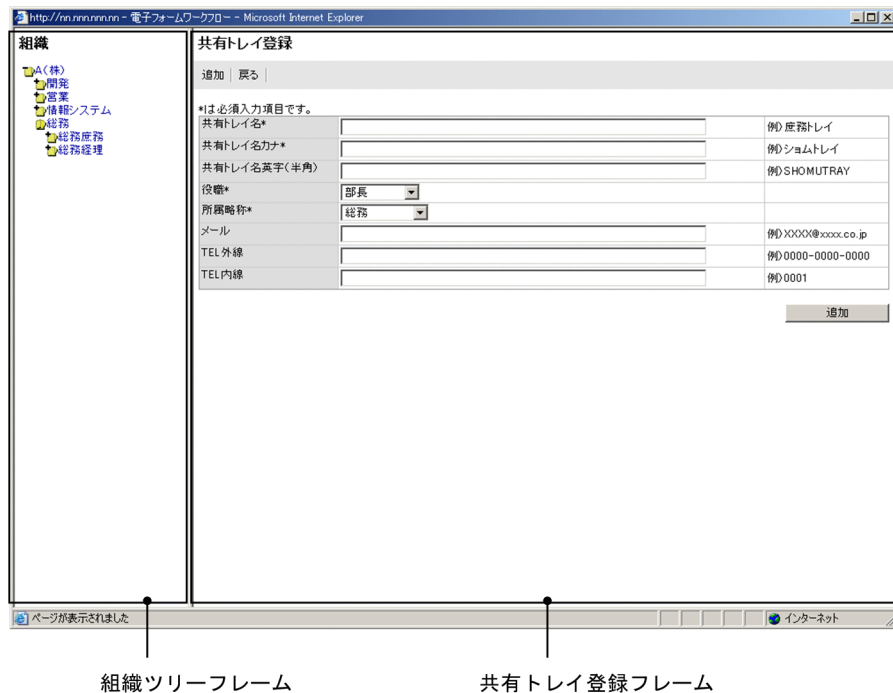 http://nn.nnn.nnn.nn - 電子フォームワークフロー - Microsoft Internet Explorer
組織
A(株)
開発
営業
情報システム
総務
総務庶務
総務経理
共有トレイ登録
追加 | 戻る |
*は必須入力項目です。
共有トレイ名* 例)庶務トレイ
共有トレイ名カナ* 例)ショムトレイ
共有トレイ名英字(半角) 例)SHOMUTRAY
役職* 部長
所属略称* 総務
メール 例)XXXX@xxxx.co.jp
TEL外線 例)0000-0000-0000
TEL内線 例)0001
追加
ページが表示されました インターネット
組織ツリーフレーム 共有トレイ登録フレーム